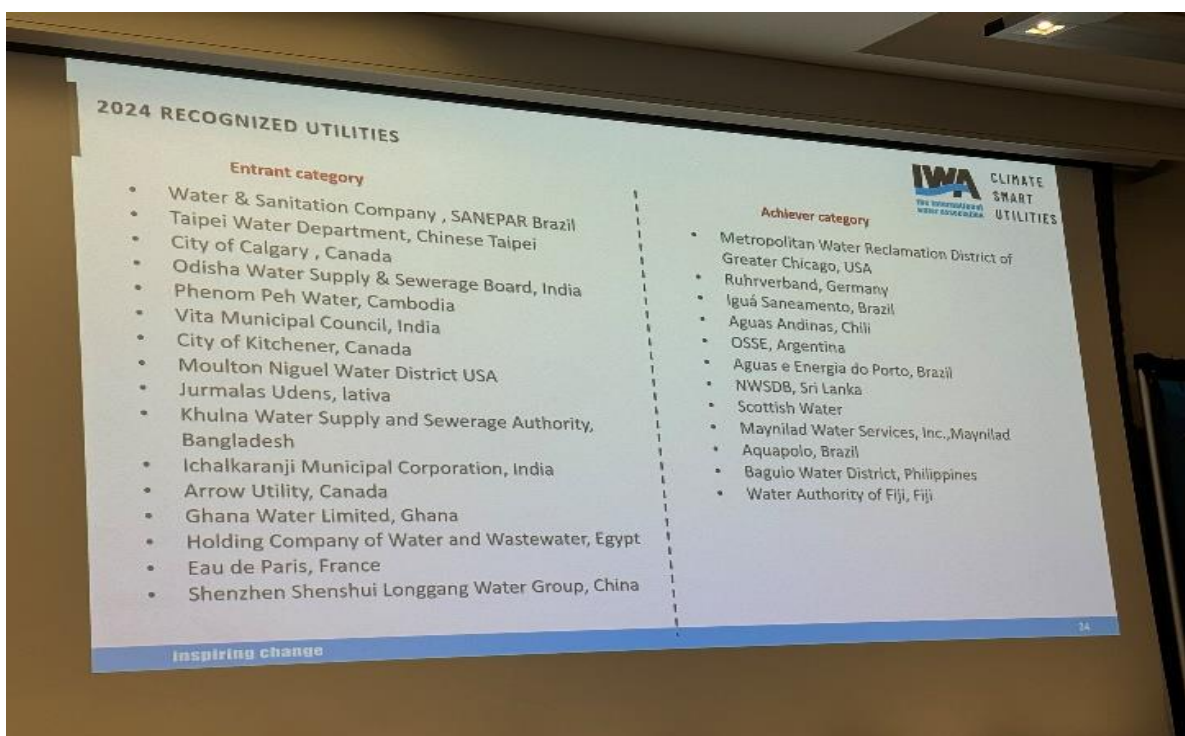 2024 RECOGNIZED UTILITIES
Entrant category
• Water & Sanitation Company , SANEPAR Brazil
• Taipei Water Department, Chinese Taipei
• City of Calgary , Canada
• Odisha Water Supply & Sewerage Board, India
• Phenom Peh Water, Cambodia
• Vita Municipal Council, India
• City of Kitchener, Canada
• Moulton Niguel Water District USA
• Jurmalas Udens, lativa
• Khulna Water Supply and Sewerage Authority,
Bangladesh
• Ichalkaranji Municipal Corporation, India
• Arrow Utility, Canada
• Ghana Water Limited, Ghana
• Holding Company of Water and Wastewater, Egypt
• Eau de Paris, France
• Shenzhen Shenshui Longgang Water Group, China
IWA
the international
water association
CLIMATE
SMART
UTILITIES
Achiever category
• Metropolitan Water Reclamation District of
Greater Chicago, USA
• Ruhrverband, Germany
• Iguá Saneamento, Brazil
• Aguas Andinas, Chili
• OSSE, Argentina
• Aguas e Energia do Porto, Brazil
• NWSDB, Sri Lanka
• Scottish Water
• Maynilad Water Services, Inc.,Maynilad
• Aquapolo, Brazil
• Baguio Water District, Philippines
• Water Authority of Fiji, Fiji
inspiring change
24